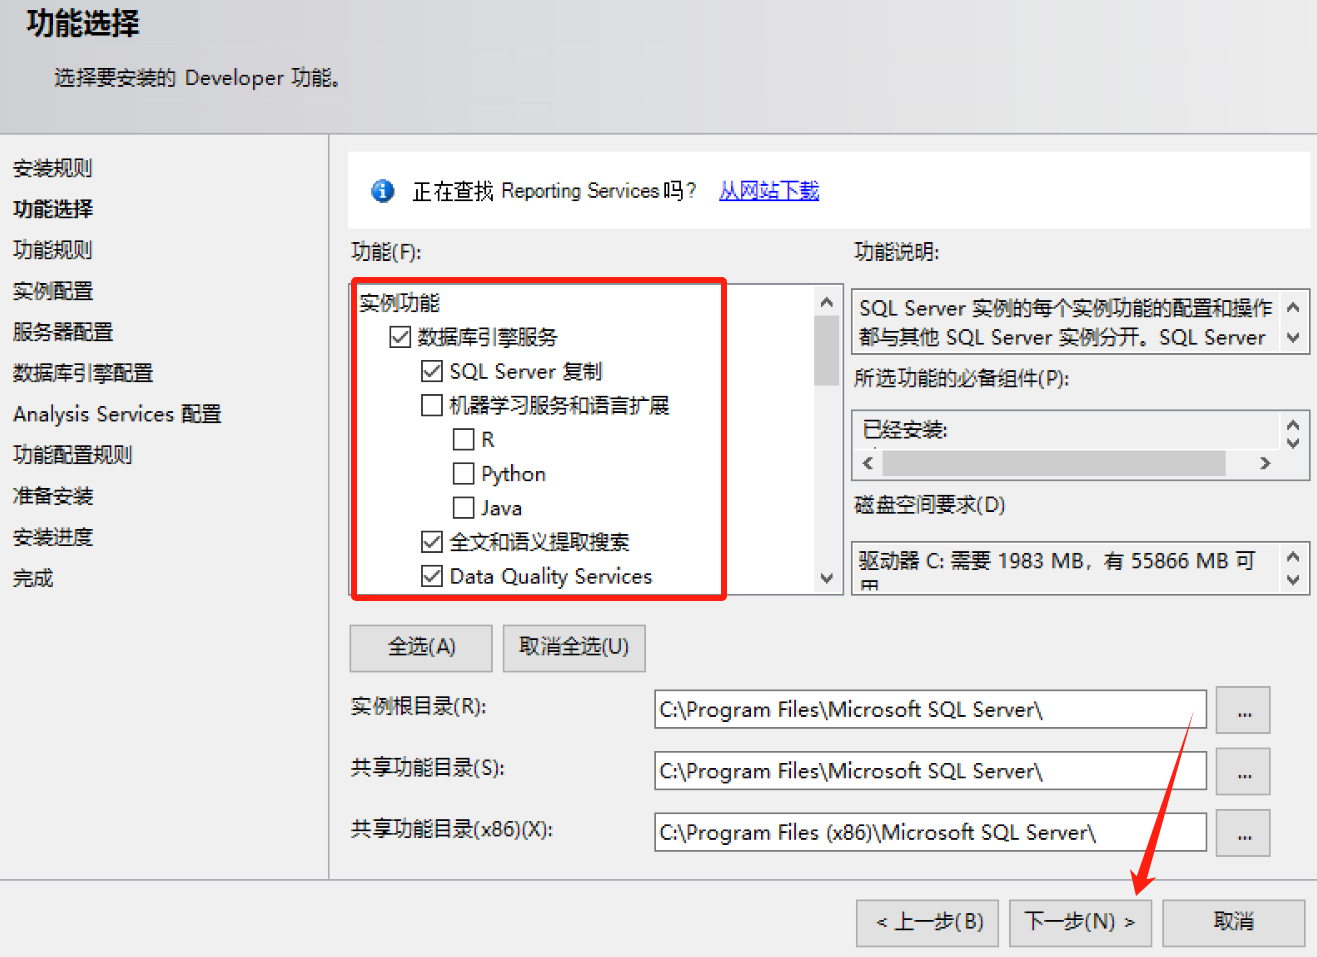 功能选择
选择要安装的 Developer 功能。
安装规则
功能选择
功能规则
实例配置
服务器配置
数据库引擎配置
Analysis Services 配置
功能配置规则
准备安装
安装进度
完成
正在查找 Reporting Services 吗? 从网站下载
功能(F):
实例功能
数据库引擎服务
SQL Server 复制
机器学习服务和语言扩展
R
Python
Java
全文和语义提取搜索
Data Quality Services
功能说明:
SQL Server 实例的每个实例功能的配置和操作
都与其他 SQL Server 实例分开。SQL Server
所选功能的必备组件(P):
已经安装:
磁盘空间要求(D)
驱动器 C: 需要 1983 MB，有 55866 MB 可
用
全选(A) 取消全选(U)
实例根目录(R): C:\Program Files\Microsoft SQL Server\ ...
共享功能目录(S): C:\Program Files\Microsoft SQL Server\ ...
共享功能目录(x86)(X): C:\Program Files (x86)\Microsoft SQL Server\ ...
< 上一步(B) 下一步(N) > 取消